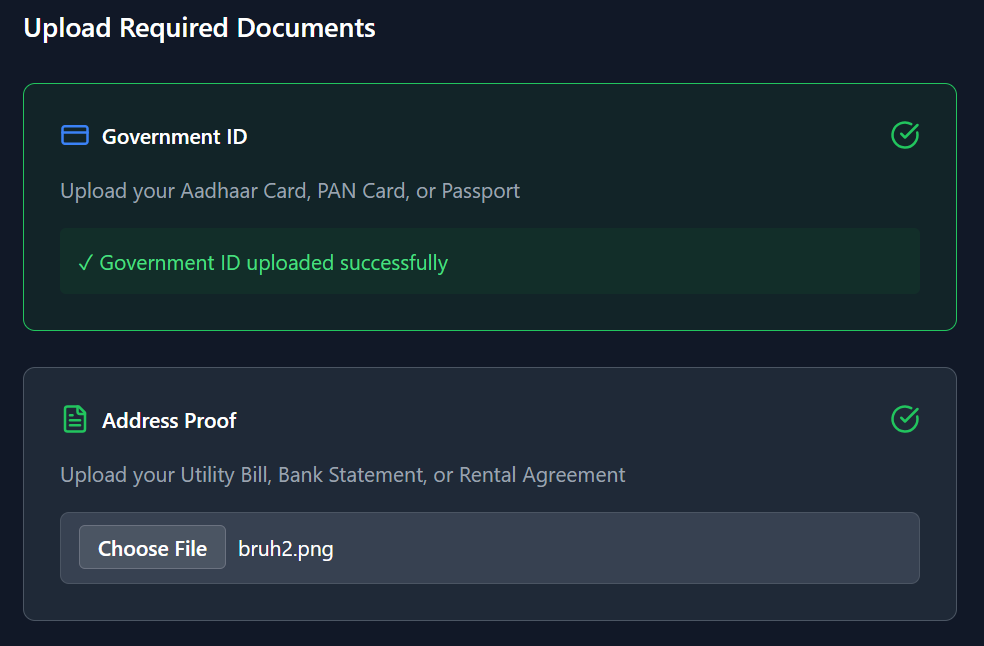 Upload Required Documents
Government ID
Upload your Aadhaar Card, PAN Card, or Passport
✓ Government ID uploaded successfully
Address Proof
Upload your Utility Bill, Bank Statement, or Rental Agreement
Choose File bruh2.png